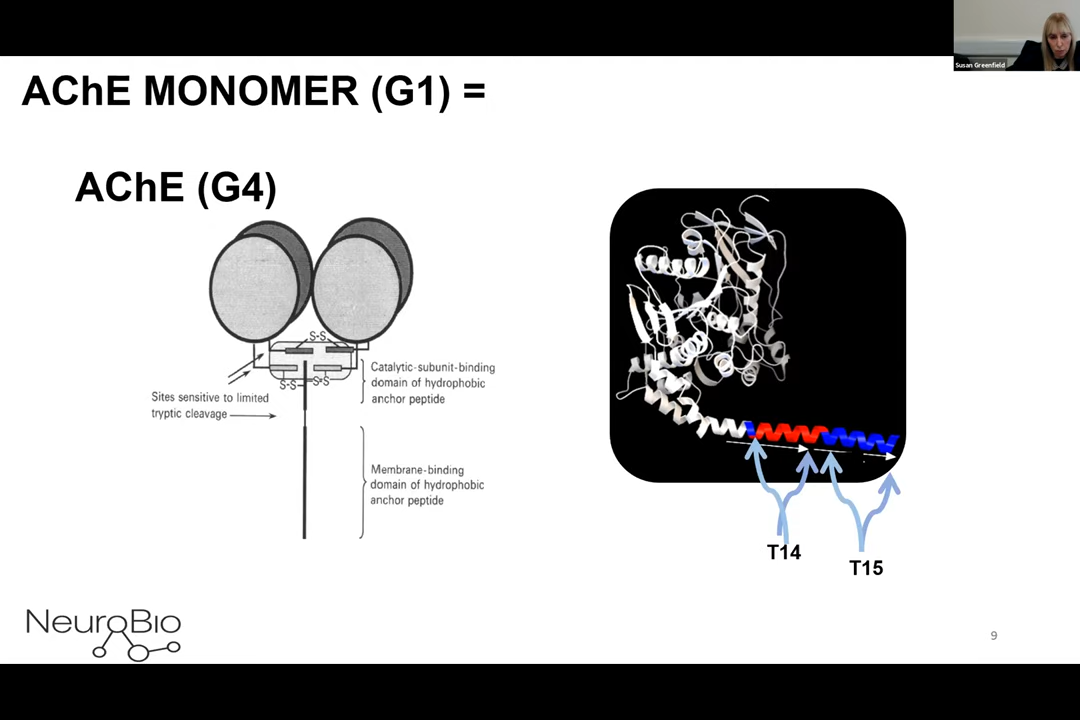 Susan Greenfield
AChE MONOMER (G1) =
AChE (G4)
S-S
S-S
S-S
Catalytic-subunit-binding
domain of hydrophobic
anchor peptide
Sites sensitive to limited
tryptic cleavage
Membrane-binding
domain of hydrophobic
anchor peptide
T14
T15
NEUROBIO
9